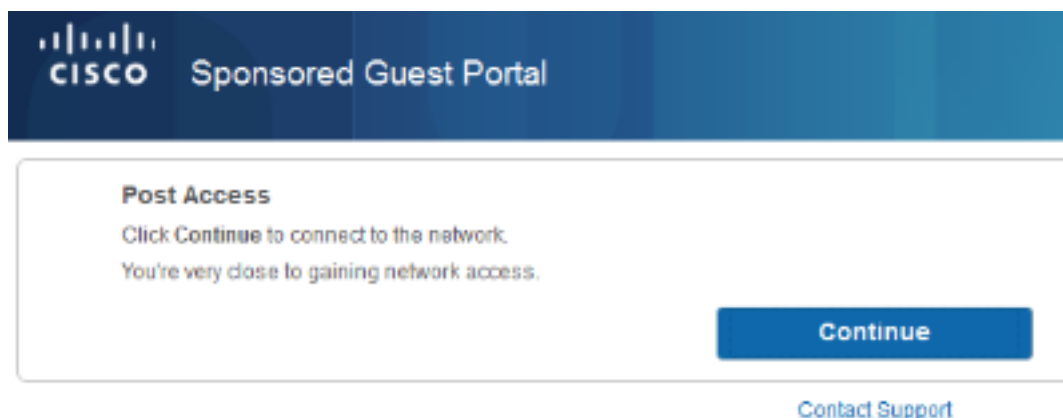 CISCO Sponsored Guest Portal
Post Access
Click Continue to connect to the network.
You're very close to gaining network access.
Continue
Contact Support